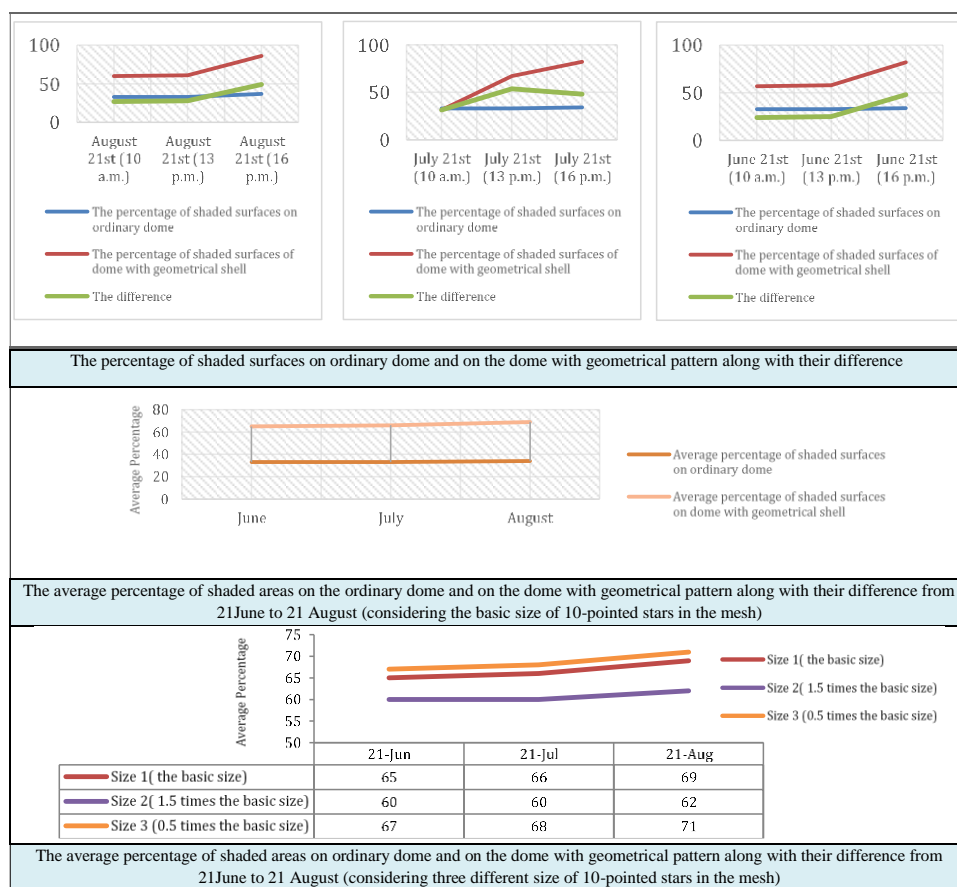 100
50
0
August 21st (10 a.m.)
August 21st (13 p.m.)
August 21st (16 p.m.)
The percentage of shaded surfaces on
ordinary dome
The percentage of shaded surfaces of
dome with geometrical shell
The difference
100
50
0
July 21st (10 a.m.)
July 21st (13 p.m.)
July 21st (16 p.m.)
The percentage of shaded surfaces on
ordinary dome
The percentage of shaded surfaces of
dome with geometrical shell
The difference
100
50
0
June 21st (10 a.m.)
June 21st (13 p.m.)
June 21st (16 p.m.)
The percentage of shaded surfaces on
ordinary dome
The percentage of shaded surfaces of
dome with geometrical shell
The difference
The percentage of shaded surfaces on ordinary dome and on the dome with geometrical pattern along with their difference
Average Percentage
80
60
40
20
0
June July August
Average percentage of shaded surfaces
on ordinary dome
Average percentage of shaded surfaces
on dome with geometrical shell
The average percentage of shaded areas on the ordinary dome and on the dome with geometrical pattern along with their difference from
21June to 21 August (considering the basic size of 10-pointed stars in the mesh)
Average Percentage
75
70
65
60
55
50
Size 1( the basic size)
Size 2( 1.5 times the basic size)
Size 3 (0.5 times the basic size)
21-Jun 21-Jul 21-Aug
Size 1( the basic size) 65 66 69
Size 2( 1.5 times the basic size) 60 60 62
Size 3 (0.5 times the basic size) 67 68 71
The average percentage of shaded areas on ordinary dome and on the dome with geometrical pattern along with their difference from
21June to 21 August (considering three different size of 10-pointed stars in the mesh)